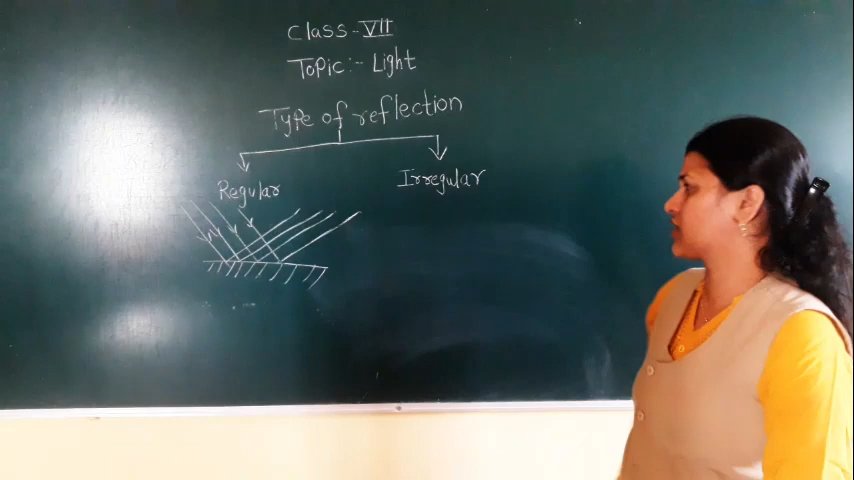 Class-VII
Topic:- Light
Type of reflection
Regular
Irregular